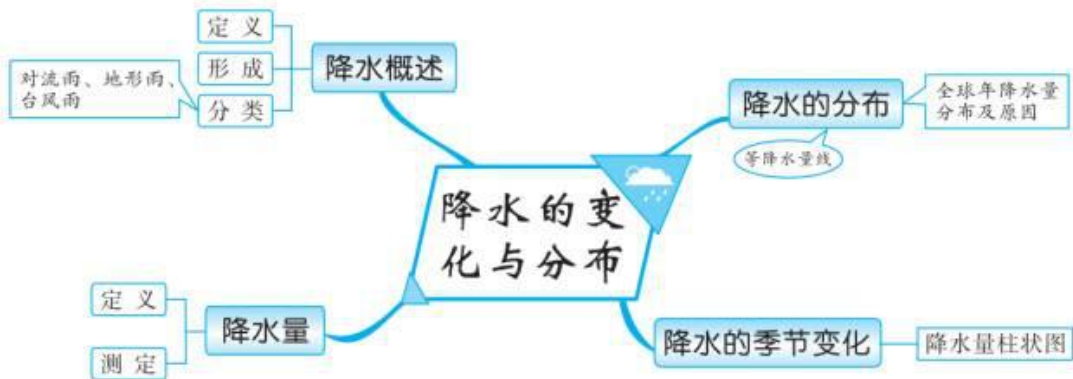 定义
形成
分类
对流雨、地形雨、
台风雨
降水概述
降水的分布
全球年降水量
分布及原因
等降水量线
降水的变
化与分布
定义
测定
降水量
降水的季节变化
降水量柱状图